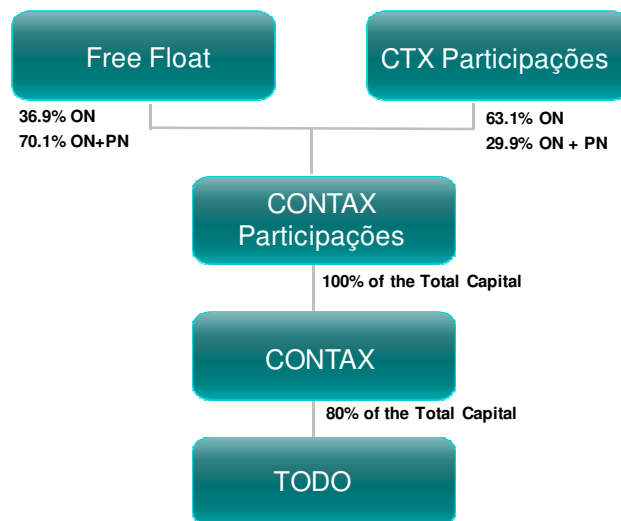 Free Float
CTX Participações
36.9% ON
70.1% ON+PN
63.1% ON
29.9% ON + PN
CONTAX
Participações
100% of the Total Capital
CONTAX
80% of the Total Capital
TODO